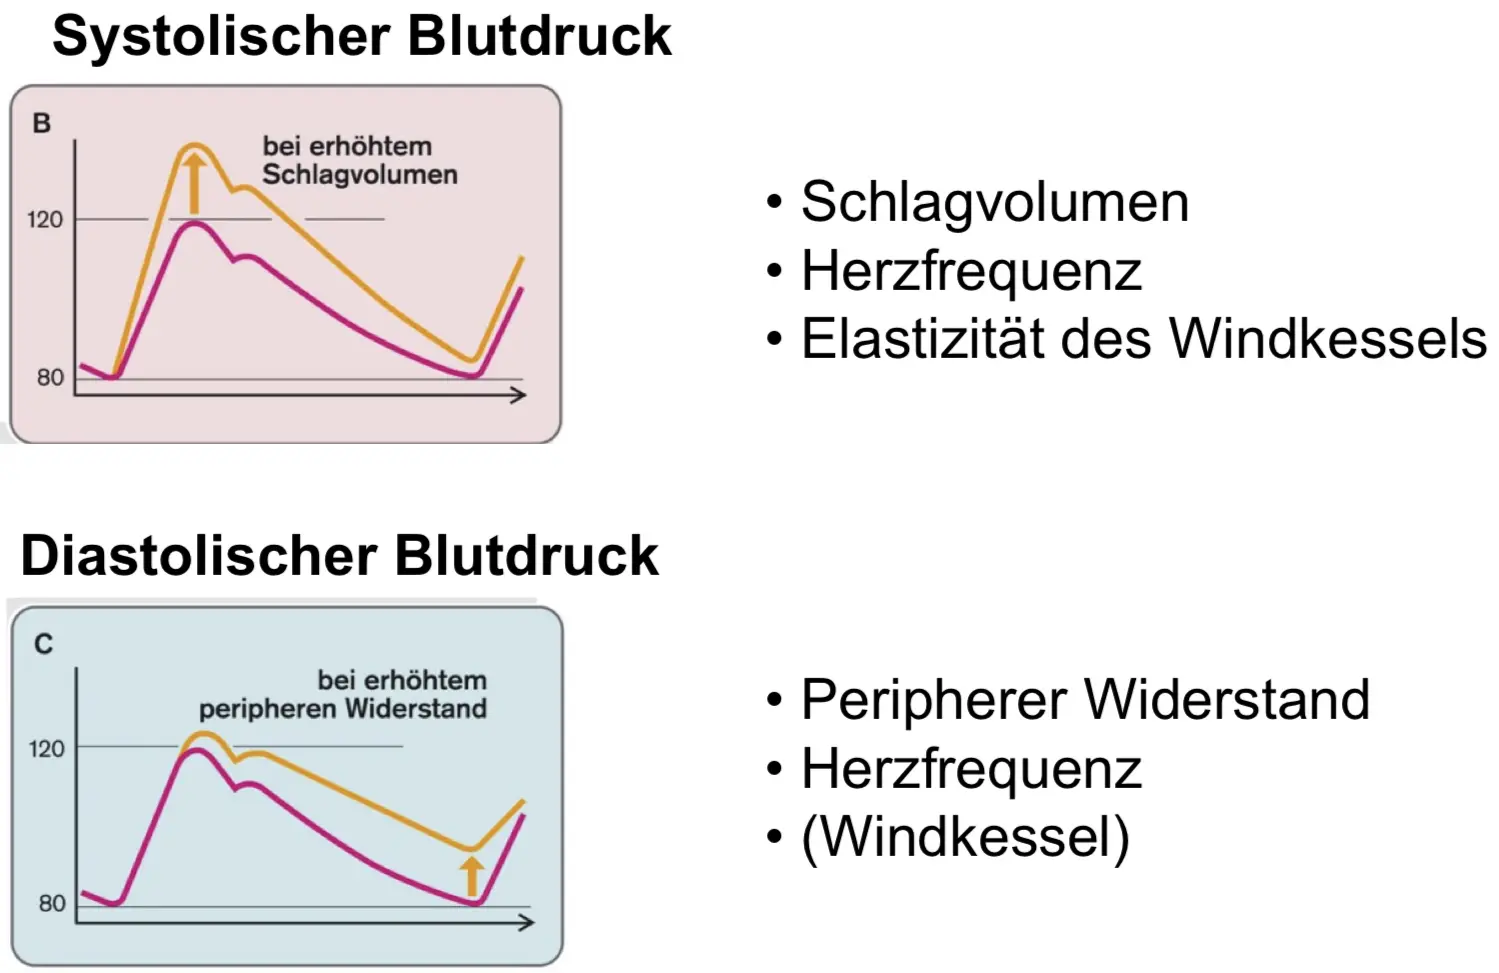 Systolischer Blutdruck
B
bei erhöhtem
Schlagvolumen
120
80
• Schlagvolumen
• Herzfrequenz
• Elastizität des Windkessels
Diastolischer Blutdruck
C
bei erhöhtem
peripheren Widerstand
120
80
• Peripherer Widerstand
• Herzfrequenz
• (Windkessel)